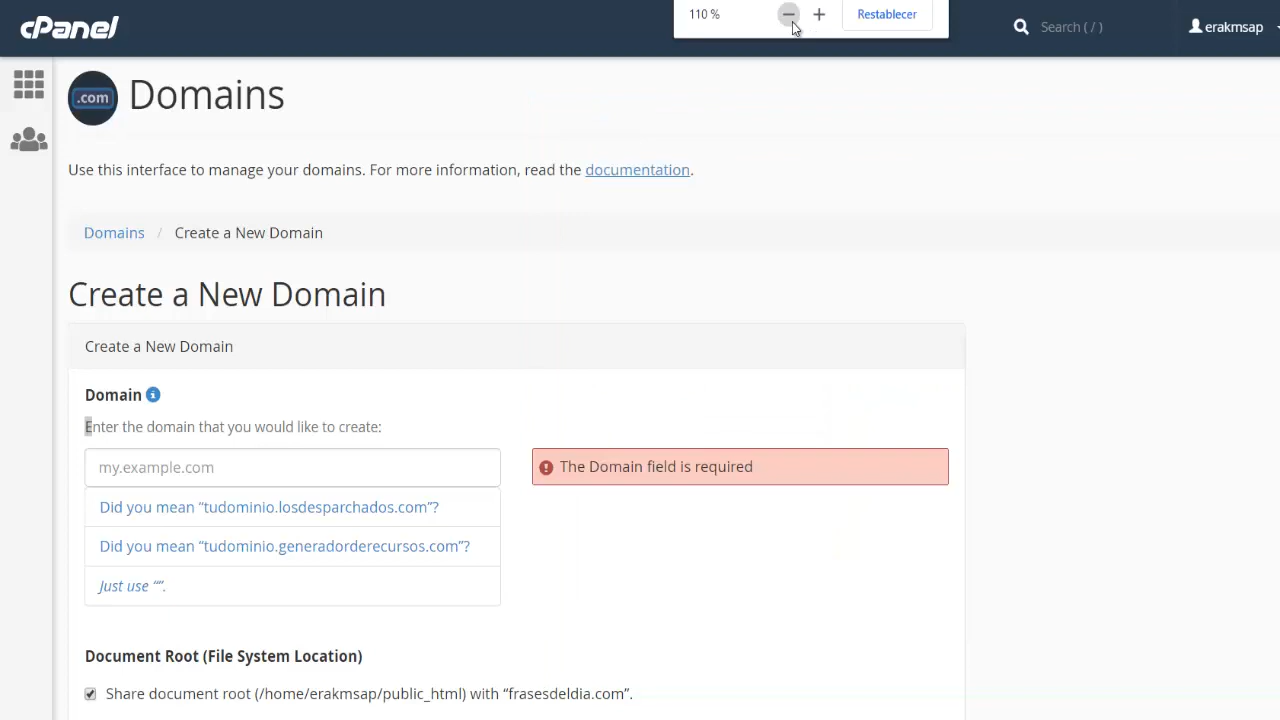 cPanel
110 %
Restablecer
Search ( / )
erakmsap
.com
Domains
Use this interface to manage your domains. For more information, read the documentation.
Domains / Create a New Domain
Create a New Domain
Create a New Domain
Domain
Enter the domain that you would like to create:
my.example.com
The Domain field is required
Did you mean “tudominio.losdesparchados.com”?
Did you mean “tudominio.generadorderecursos.com”?
Just use “”.
Document Root (File System Location)
Share document root (/home/erakmsap/public_html) with “frasesdeldia.com”.